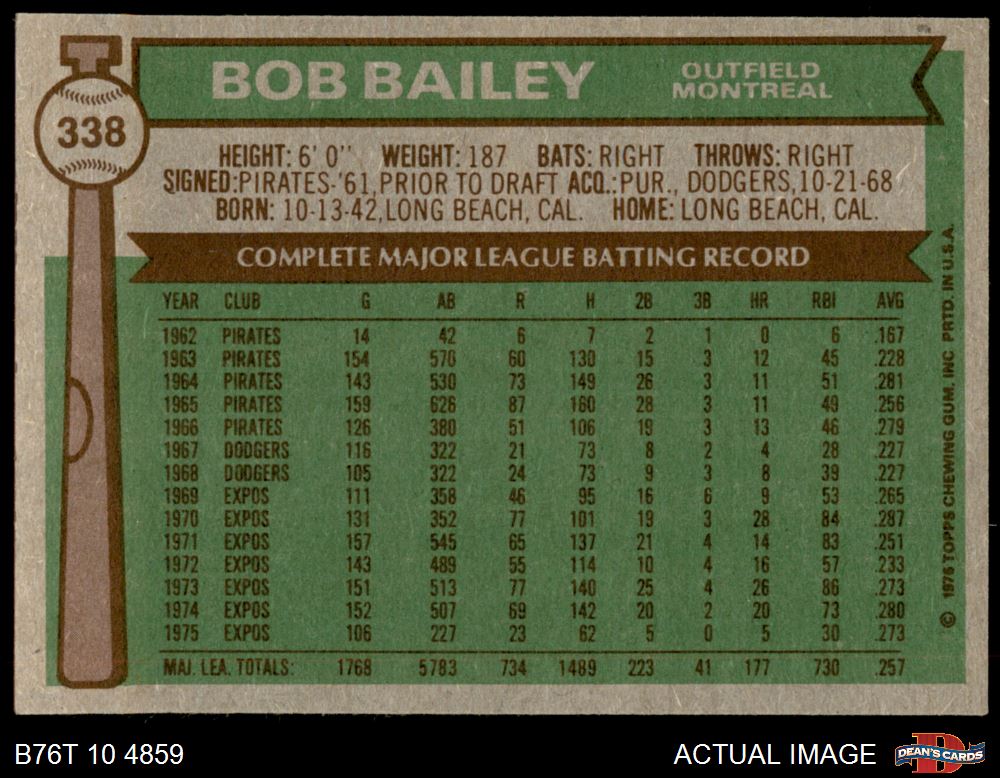 BOB BAILEY OUTFIELD
MONTREAL
338
HEIGHT: 6' 0" WEIGHT: 187 BATS: RIGHT THROWS: RIGHT
SIGNED:PIRATES-'61,PRIOR TO DRAFT ACQ.:PUR., DODGERS,10-21-68
BORN: 10-13-42,LONG BEACH, CAL. HOME: LONG BEACH, CAL.
COMPLETE MAJOR LEAGUE BATTING RECORD
YEAR CLUB G AB R H 2B 3B HR RBI AVG
1962 PIRATES 14 42 6 7 2 1 0 6 .167
1963 PIRATES 154 570 60 130 15 3 12 45 .228
1964 PIRATES 143 530 73 149 26 3 11 51 .281
1965 PIRATES 159 626 87 160 28 3 11 49 .256
1966 PIRATES 126 380 51 106 19 3 13 46 .279
1967 DODGERS 116 322 21 73 8 2 4 28 .227
1968 DODGERS 105 322 24 73 9 3 8 39 .227
1969 EXPOS 111 358 46 95 16 6 9 53 .265
1970 EXPOS 131 352 77 101 19 3 28 84 .287
1971 EXPOS 157 545 65 137 21 4 14 83 .251
1972 EXPOS 143 489 55 114 10 4 16 57 .233
1973 EXPOS 151 513 77 140 25 4 26 86 .273
1974 EXPOS 152 507 69 142 20 2 20 73 .280
1975 EXPOS 106 227 23 62 5 0 5 30 .273
MAJ. LEA. TOTALS: 1768 5783 734 1489 223 41 177 730 .257
© 1976 TOPPS CHEWING GUM, INC PRTD. IN U.S.A.
B76T 10 4859 ACTUAL IMAGE DEAN'S CARDS